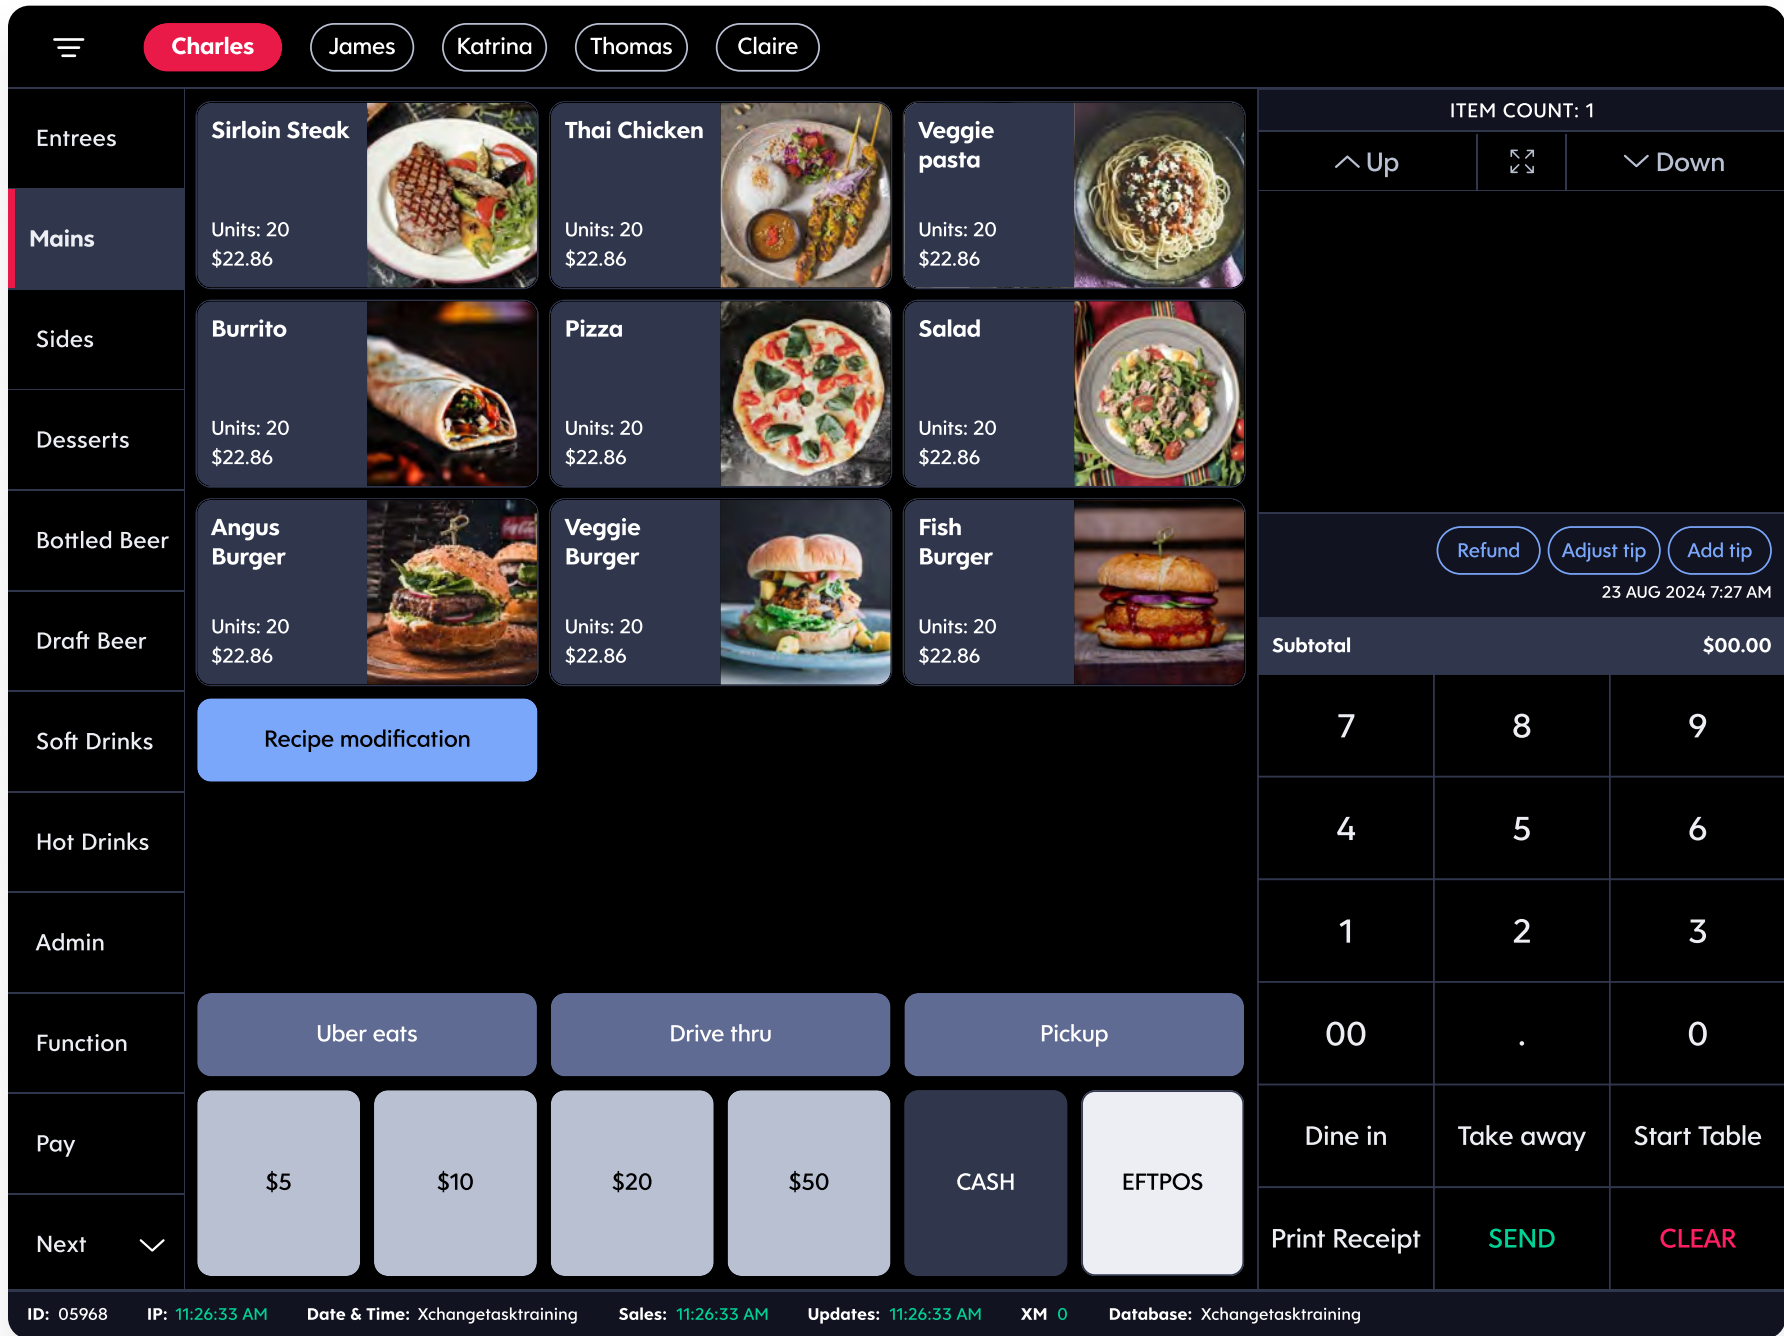 Charles
James
Katrina
Thomas
Claire
Entrees
Mains
Sides
Desserts
Bottled Beer
Draft Beer
Soft Drinks
Hot Drinks
Admin
Function
Pay
Next
Sirloin Steak
Units: 20
$22.86
Thai Chicken
Units: 20
$22.86
Veggie
pasta
Units: 20
$22.86
Burrito
Units: 20
$22.86
Pizza
Units: 20
$22.86
Salad
Units: 20
$22.86
Angus
Burger
Units: 20
$22.86
Veggie
Burger
Units: 20
$22.86
Fish
Burger
Units: 20
$22.86
Recipe modification
Uber eats
Drive thru
Pickup
$5
$10
$20
$50
CASH
EFTPOS
ITEM COUNT: 1
Up
Down
Refund
Adjust tip
Add tip
23 AUG 2024 7:27 AM
Subtotal $00.00
7 8 9
4 5 6
1 2 3
00 . 0
Dine in
Take away
Start Table
Print Receipt
SEND
CLEAR
ID: 05968 IP: 11:26:33 AM Date & Time: Xchangetasktraining Sales: 11:26:33 AM Updates: 11:26:33 AM XM 0 Database: Xchangetasktraining